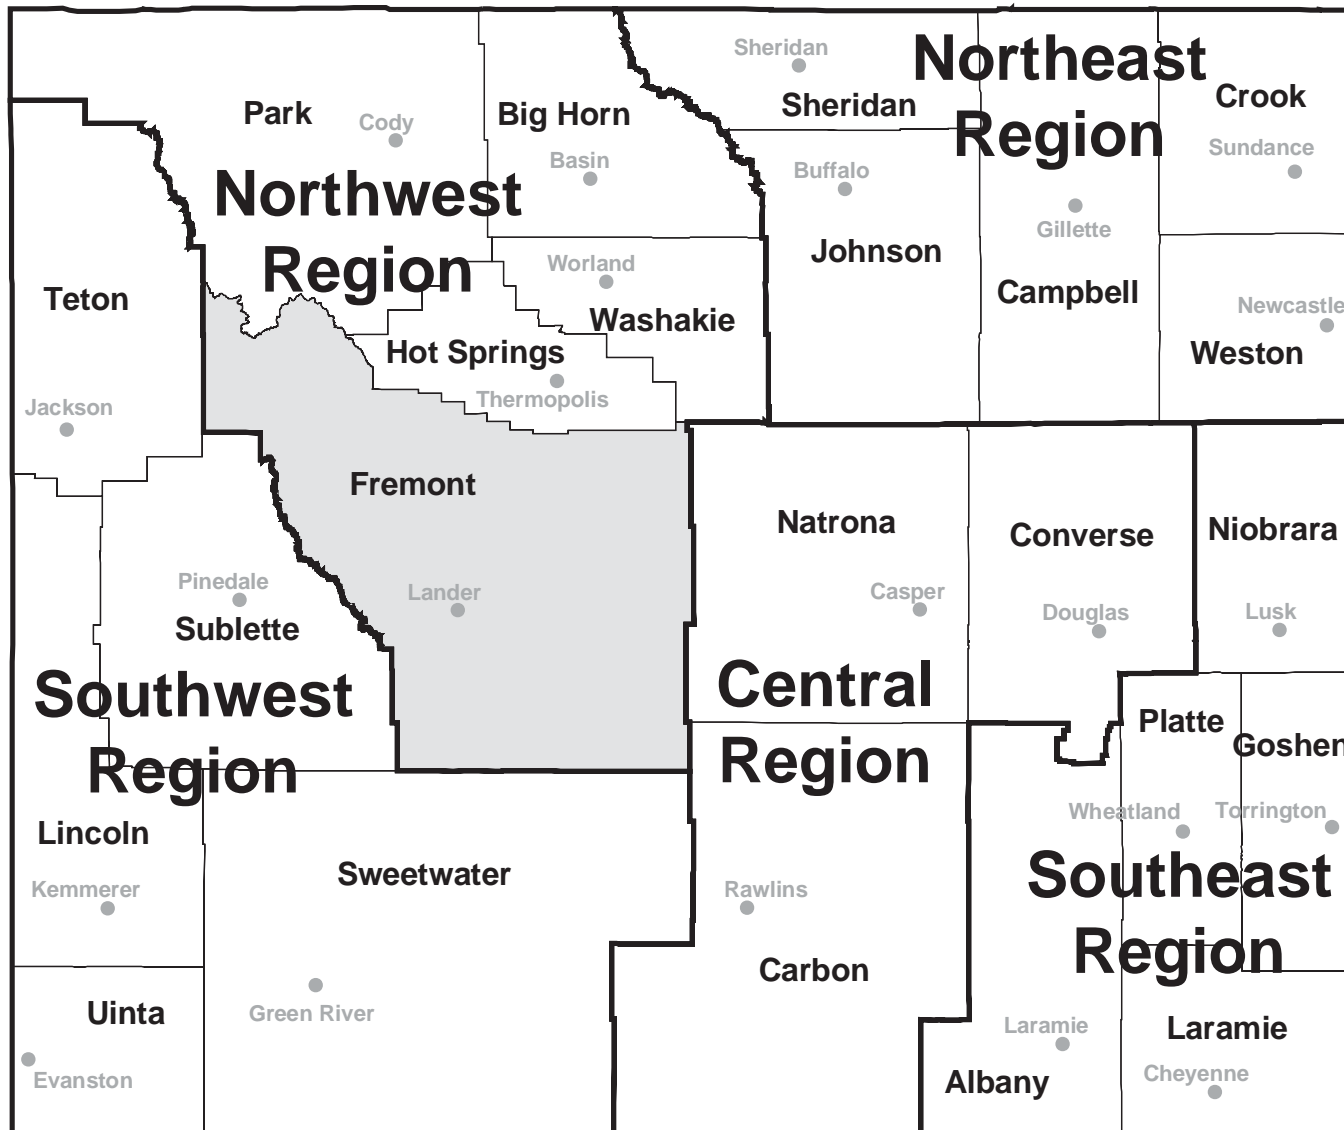 Sheridan
Northeast
Region
Crook
Sheridan
Park
Cody
Big Horn
Basin
Buffalo
Sundance
Northwest
Region
Gillette
Johnson
Worland
Campbell
Teton
Washakie
Newcastle
Hot Springs
Weston
Thermopolis
Jackson
Fremont
Natrona
Converse
Niobrara
Pinedale
Lander
Casper
Douglas
Lusk
Sublette
Southwest
Region
Central
Region
Platte
Goshen
Wheatland
Torrington
Lincoln
Sweetwater
Southeast
Region
Kemmerer
Rawlins
Carbon
Uinta
Green River
Laramie
Laramie
Evanston
Albany
Cheyenne